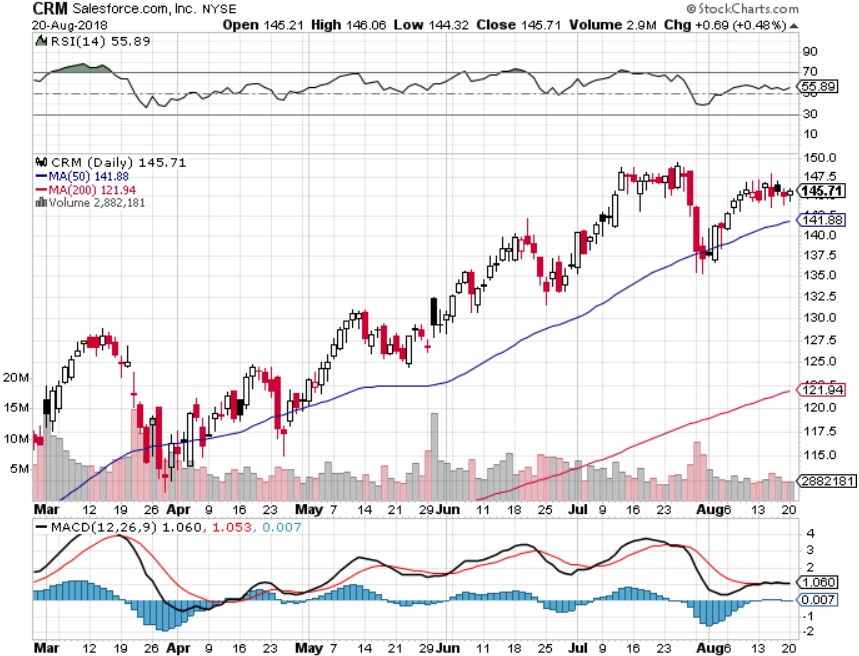 CRM Salesforce.com, Inc. NYSE © StockCharts.com
20-Aug-2018 Open 145.21 High 146.06 Low 144.32 Close 145.71 Volume 2.9M Chg +0.69 (+0.48%)
RSI(14) 55.89
90
70
55.89
50
30
10
CRM (Daily) 145.71
MA(50) 141.88
MA(200) 121.94
Volume 2,882,181
150.0
147.5
145.71
141.88
140.0
137.5
135.0
132.5
130.0
127.5
125.0
121.94
120.0
117.5
115.0
2882181
20M
15M
10M
5M
Mar 12 19 26 Apr 9 16 23 May 7 14 21 29 Jun 11 18 25 Jul 9 16 23 Aug 6 13 20
MACD(12,26,9) 1.060, 1.053, 0.007
4
3
2
1.060
0.007
-1
-2
Mar 12 19 26 Apr 9 16 23 May 7 14 21 29 Jun 11 18 25 Jul 9 16 23 Aug 6 13 20